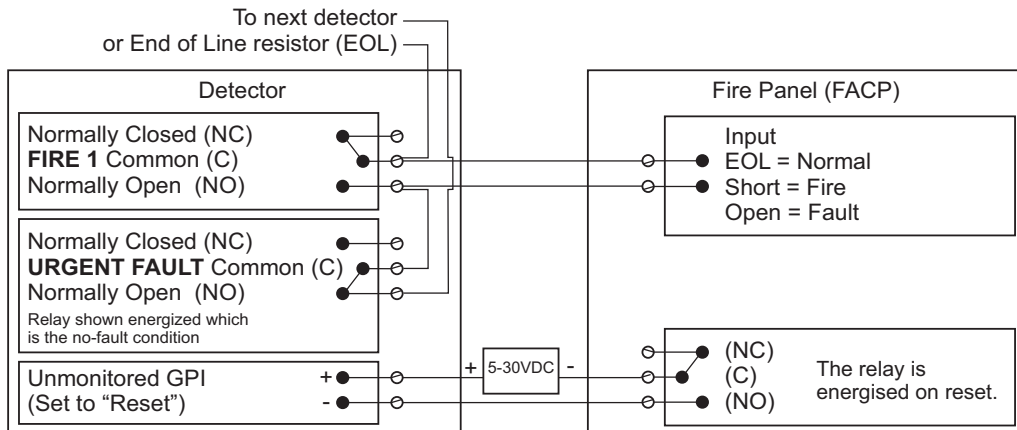 To next detector
or End of Line resistor (EOL)
Detector
Normally Closed (NC)
FIRE 1 Common (C)
Normally Open (NO)
Normally Closed (NC)
URGENT FAULT Common (C)
Normally Open (NO)
Relay shown energized which
is the no-fault condition
Unmonitored GPI
(Set to “Reset”)
+
-
+ 5-30VDC -
Fire Panel (FACP)
Input
EOL = Normal
Short = Fire
Open = Fault
(NC)
(C)
(NO)
The relay is
energised on reset.